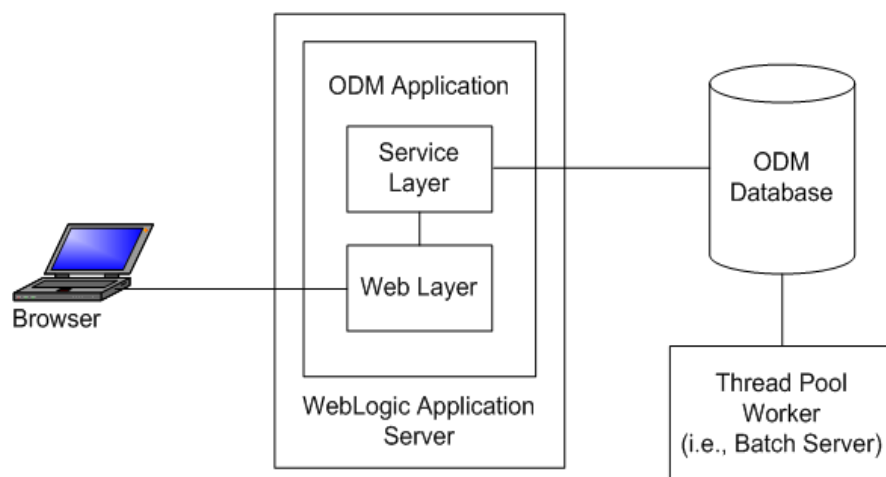 ODM Application
Service
Layer
Web Layer
WebLogic Application
Server
Browser
ODM
Database
Thread Pool
Worker
(i.e., Batch Server)